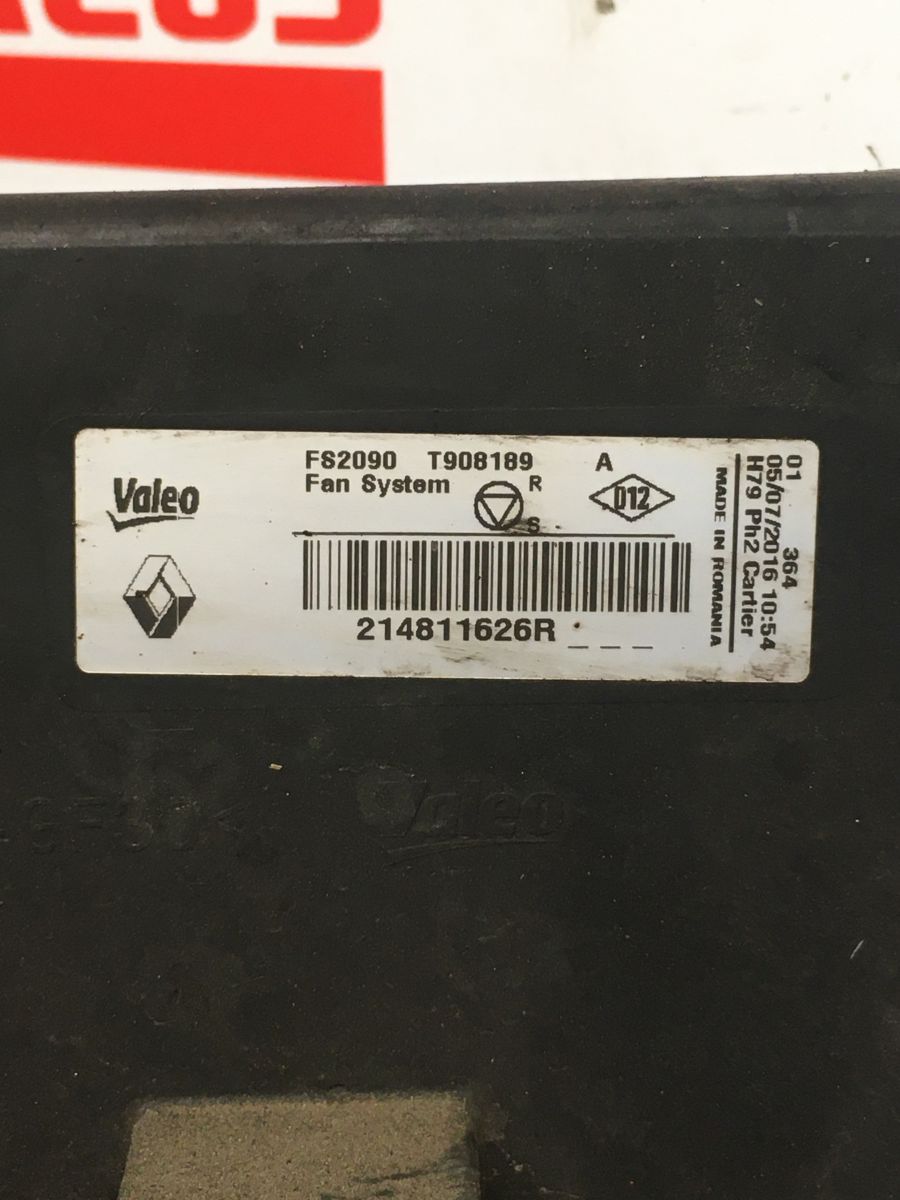 Valeo
FS2090 T908189 A
Fan System
R
S
D12
214811626R _ _ _
MADE IN ROMANIA
01 364
05/07/2016 10:54
H79 Ph2 Cartier
Valeo